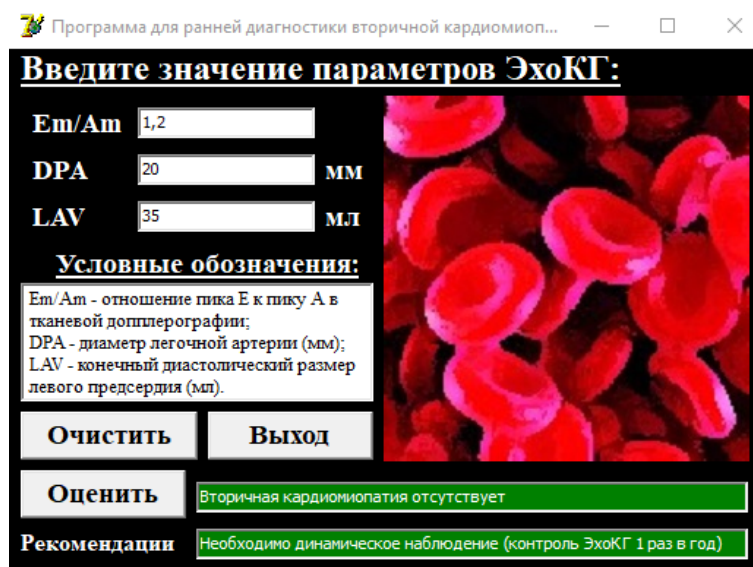 Программа для ранней диагностики вторичной кардиомиоп...
Введите значение параметров ЭхоКГ:
Em/Am 1,2
DPA 20 мм
LAV 35 мл
Условные обозначения:
Em/Am - отношение пика E к пику A в
тканевой допплерографии;
DPA - диаметр легочной артерии (мм);
LAV - конечный диастолический размер
левого предсердия (мл).
Очистить Выход
Оценить Вторичная кардиомиопатия отсутствует
Рекомендации Необходимо динамическое наблюдение (контроль ЭхоКГ 1 раз в год)